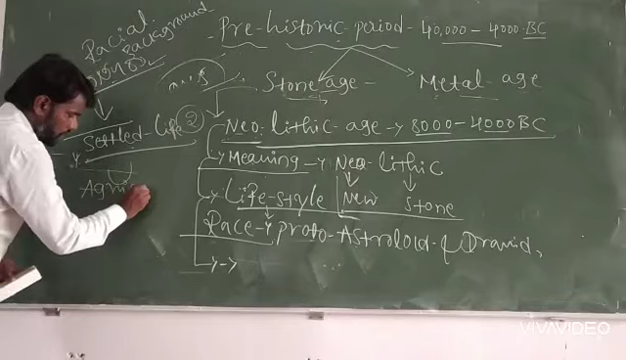 Racial
background
Pre-historic period - 40,000 - 4000 BC
Stone age - Metal age
Settled-life
Neo lithic age → 8000 - 4000 BC
Meaning → Neo lithic
Agri
Life-style New Stone
Race → proto-Astroloid & Dravid,
VIVAVIDEO